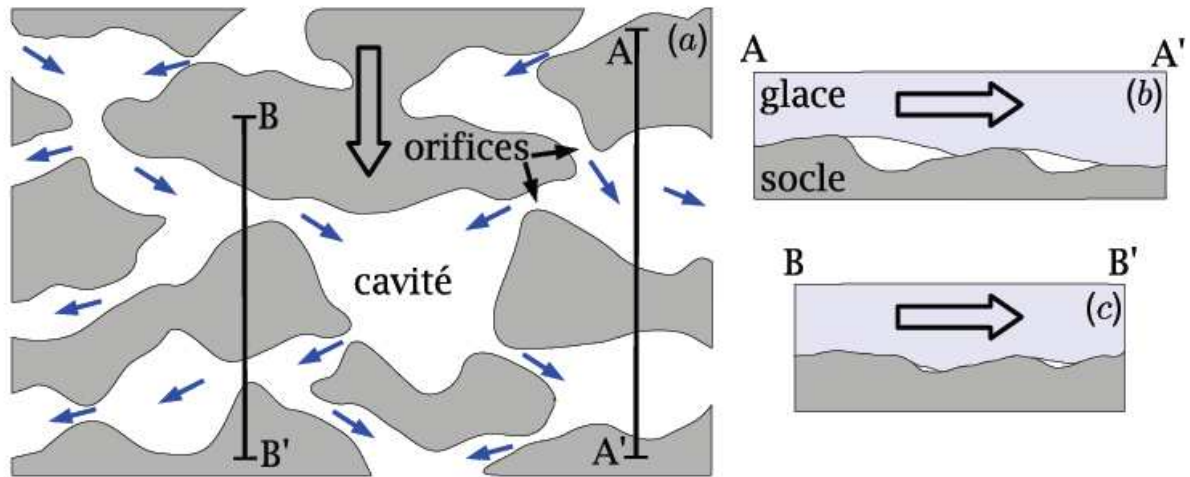 A
(a)
B
orifices
cavité
B'
A'
A
A'
glace
(b)
socle
B
B'
(c)